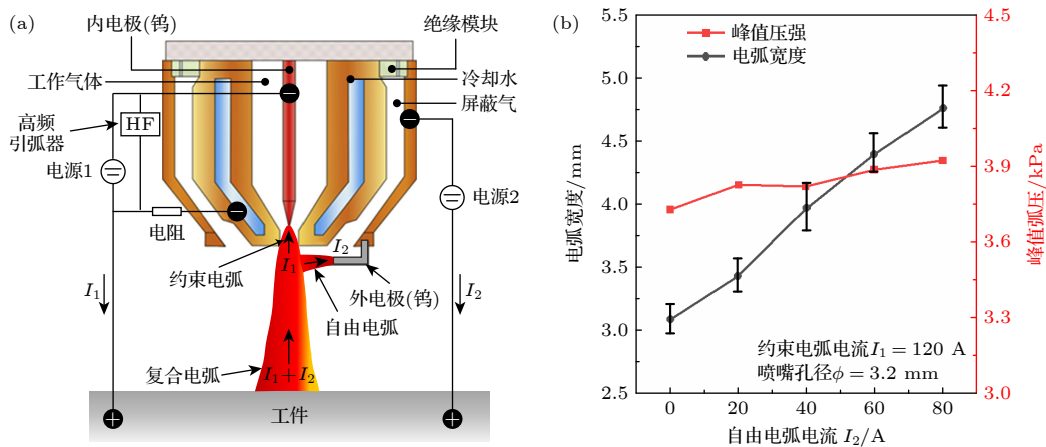 (a)
内电极(钨)
绝缘模块
工作气体
冷却水
屏蔽气
高频
引弧器
HF
电源1
电源2
电阻
约束电弧
I₁
I₂
外电极(钨)
自由电弧
I₁
I₂
复合电弧
I₁+I₂
工件
(b)
峰值压强
电弧宽度
电弧宽度/mm
5.0
4.5
4.0
3.5
3.0
2.5
峰值弧压/kPa
4.5
4.2
3.9
3.6
3.3
3.0
约束电弧电流I₁ = 120 A
喷嘴孔径ϕ = 3.2 mm
0 20 40 60 80
自由电弧电流 I₂/A